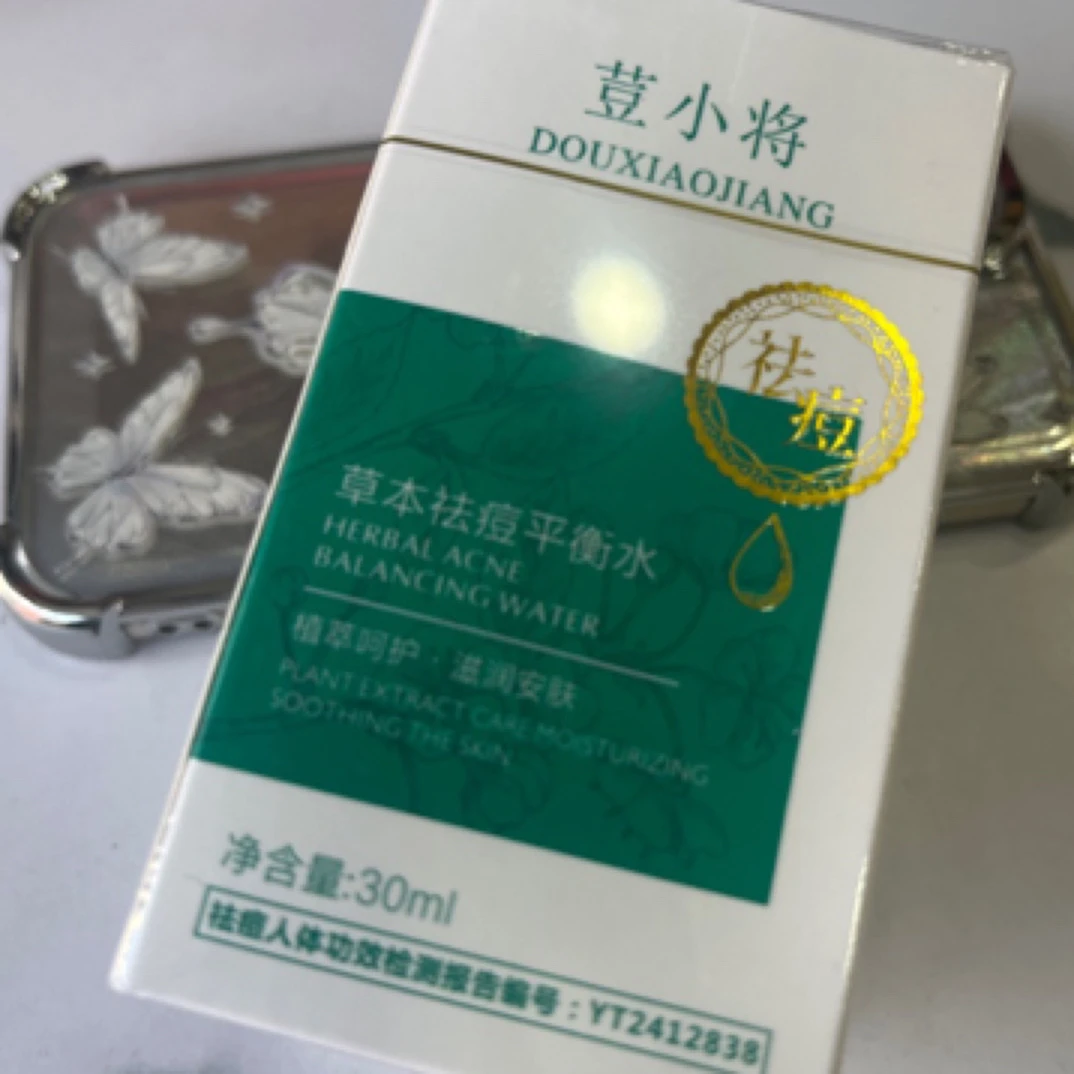 荳小将
DOUXIAOJIANG
祛痘
草本祛痘平衡水
HERBAL ACNE
BALANCING WATER
植萃呵护·滋润安肤
PLANT EXTRACT CARE MOISTURIZING
SOOTHING THE SKIN
净含量:30ml
祛痘人体功效检测报告编号:YT2412838